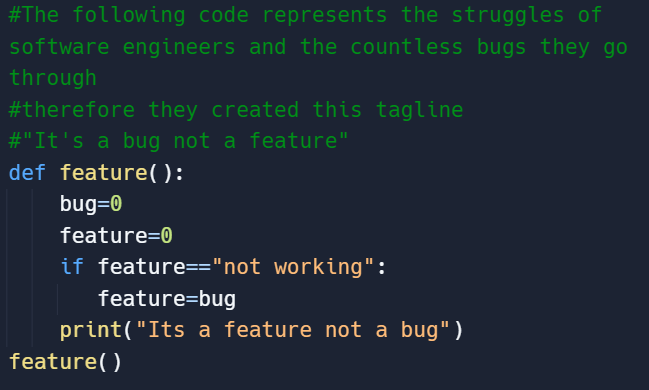 #The following code represents the struggles of
software engineers and the countless bugs they go
through
#therefore they created this tagline
#"It's a bug not a feature"
def feature():
    bug=0
    feature=0
    if feature=="not working":
       feature=bug
    print("Its a feature not a bug")
feature()